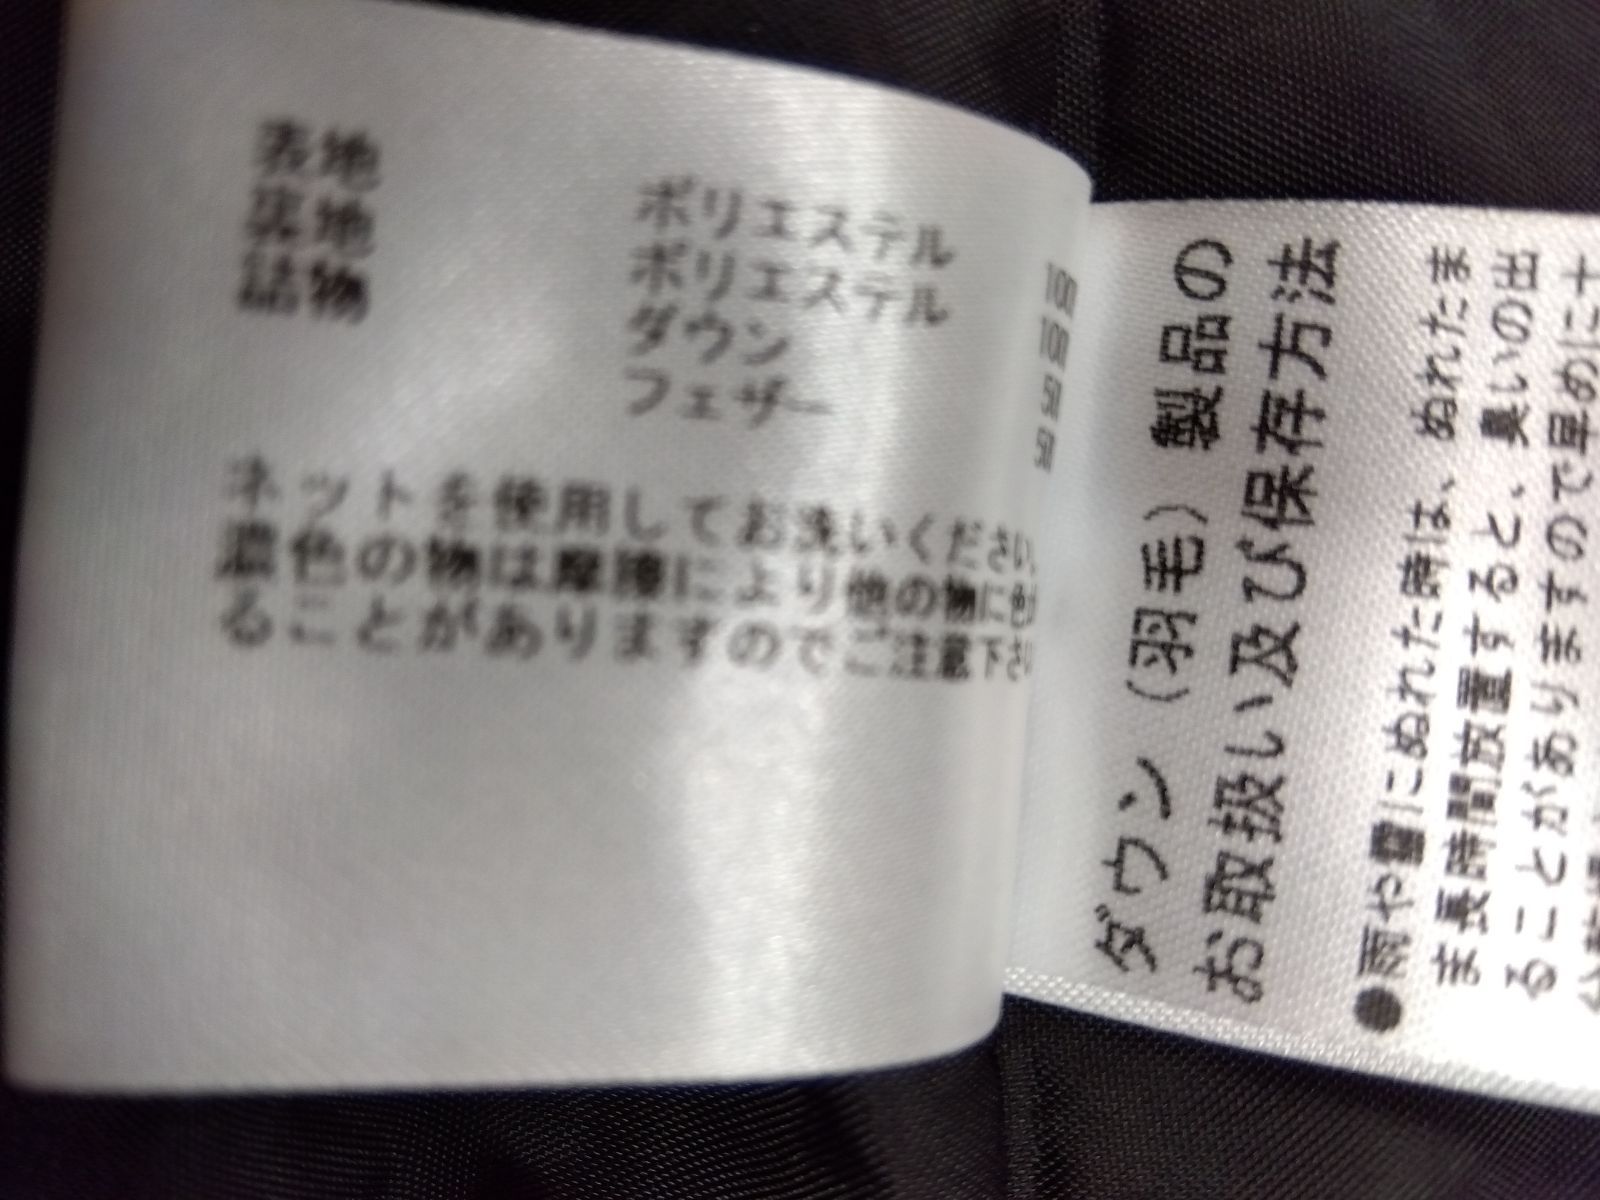 表地
裏地
詰物
ポリエステル 100
ポリエステル 100
ダウン 50
フェザー 50
ネットを使用してお洗いください
濃色の物は摩擦により他の物に色
ることがありますのでご注意下さい
ダウン（羽毛）製品の
お取扱い及び保存方法
●雨や雪にぬれた時は、ぬれたま
ま長時間放置すると、臭いの出
ることがありますので早めに十